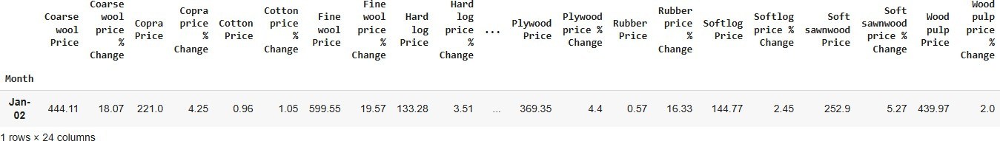 Coarse
wool
Price
Coarse
wool
price
%
Change
Copra
Price
Copra
price
%
Change
Cotton
Price
Cotton
price
%
Change
Fine
wool
Price
Fine
wool
price
%
Change
Hard
log
Price
Hard
log
price
%
Change
...
Plywood
Price
Plywood
price %
Change
Rubber
Price
Rubber
price
%
Change
Softlog
Price
Softlog
price %
Change
Soft
sawnwood
Price
Soft
sawnwood
price %
Change
Wood
pulp
Price
Wood
pulp
price
%
Change
Month
Jan-
02
444.11 18.07 221.0 4.25 0.96 1.05 599.55 19.57 133.28 3.51 ... 369.35 4.4 0.57 16.33 144.77 2.45 252.9 5.27 439.97 2.0
1 rows × 24 columns